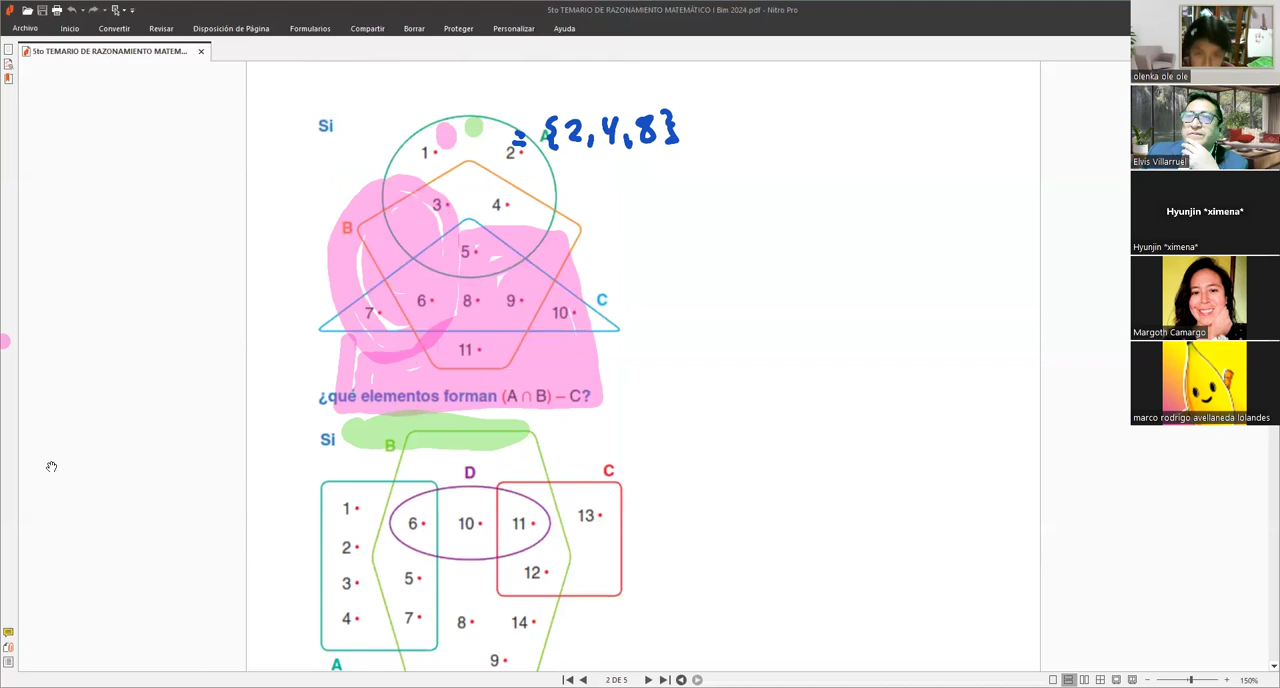 5to TEMARIO DE RAZONAMIENTO MATEMÁTICO I Bim 2024.pdf - Nitro Pro
Archivo Inicio Convertir Revisar Disposición de Página Formularios Compartir Borrar Proteger Personalizar Ayuda
5to TEMARIO DE RAZONAMIENTO MATEM...
Si
A
= {2,4,8}
1
2
3
4
B
5
6
8
9
C
7
10
11
¿qué elementos forman (A ∩ B) – C?
Si
B
D
C
1
6
10
11
13
2
5
12
3
4
7
8
14
9
A
2 DE 5
150%
olenka ole ole
Elvis Villarruel
Hyunjin *ximena*
Hyunjin *ximena*
Margoth Camargo
marco rodrigo avellaneda lolandes